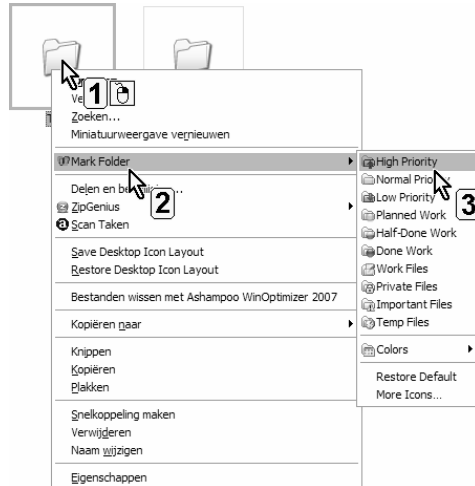 1
Zoeken...
Miniatuurweergave vernieuwen
Mark Folder
Delen en
2
ZipGenius
Scan Taken
Save Desktop Icon Layout
Restore Desktop Icon Layout
Bestanden wissen met Ashampoo WinOptimizer 2007
Kopiëren naar
Knippen
Kopiëren
Plakken
Snelkoppeling maken
Verwijderen
Naam wijzigen
Eigenschappen
High Priority
Normal
3
Low Priority
Planned Work
Half-Done Work
Done Work
Work Files
Private Files
Important Files
Temp Files
Colors
Restore Default
More Icons...